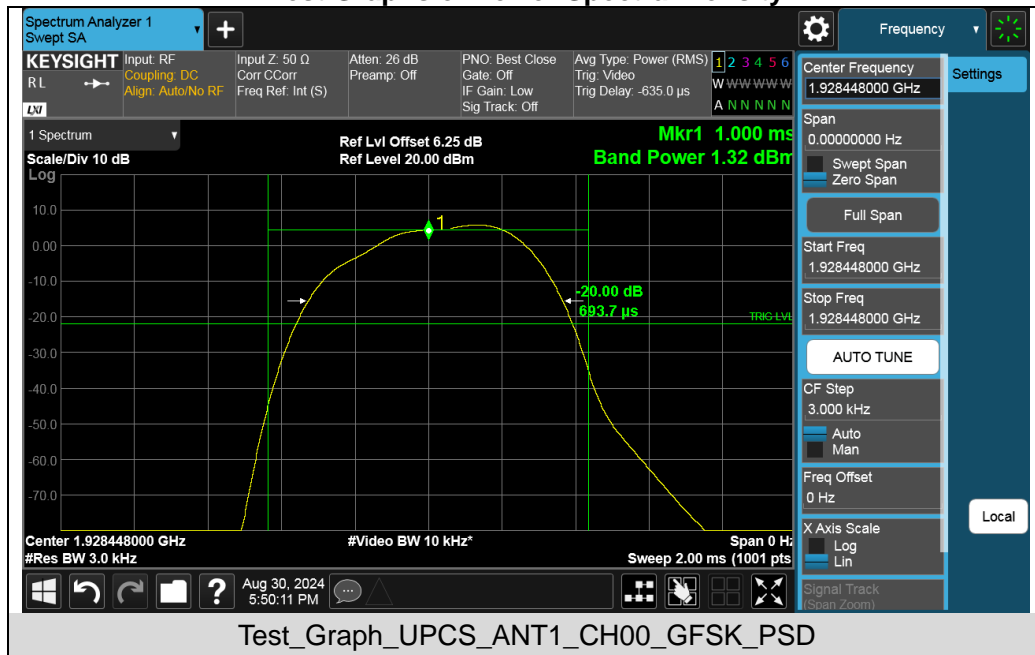 Spectrum Analyzer 1
Swept SA
Frequency
KEYSIGHT
RL
LXI
Input: RF
Coupling: DC
Align: Auto/No RF
Input Z: 50 Ω
Corr CCorr
Freq Ref: Int (S)
Atten: 26 dB
Preamp: Off
PNO: Best Close
Gate: Off
IF Gain: Low
Sig Track: Off
Avg Type: Power (RMS)
Trig: Video
Trig Delay: -635.0 µs
1 2 3 4 5 6
W W W W W W
A N N N N N
1 Spectrum
Scale/Div 10 dB
Log
Ref Lvl Offset 6.25 dB
Ref Level 20.00 dBm
Mkr1 1.000 ms
Band Power 1.32 dBm
10.0
0.00
-10.0
-20.0
-30.0
-40.0
-50.0
-60.0
-70.0
1
-20.00 dB
693.7 µs
TRIG LVL
Center 1.928448000 GHz
#Res BW 3.0 kHz
#Video BW 10 kHz*
Span 0 Hz
Sweep 2.00 ms (1001 pts
Center Frequency
1.928448000 GHz
Settings
Span
0.00000000 Hz
Swept Span
Zero Span
Full Span
Start Freq
1.928448000 GHz
Stop Freq
1.928448000 GHz
AUTO TUNE
CF Step
3.000 kHz
Auto
Man
Freq Offset
0 Hz
X Axis Scale
Log
Lin
Signal Track
(Span Zoom)
Local
?
Aug 30, 2024
5:50:11 PM
Test_Graph_UPCS_ANT1_CH00_GFSK_PSD